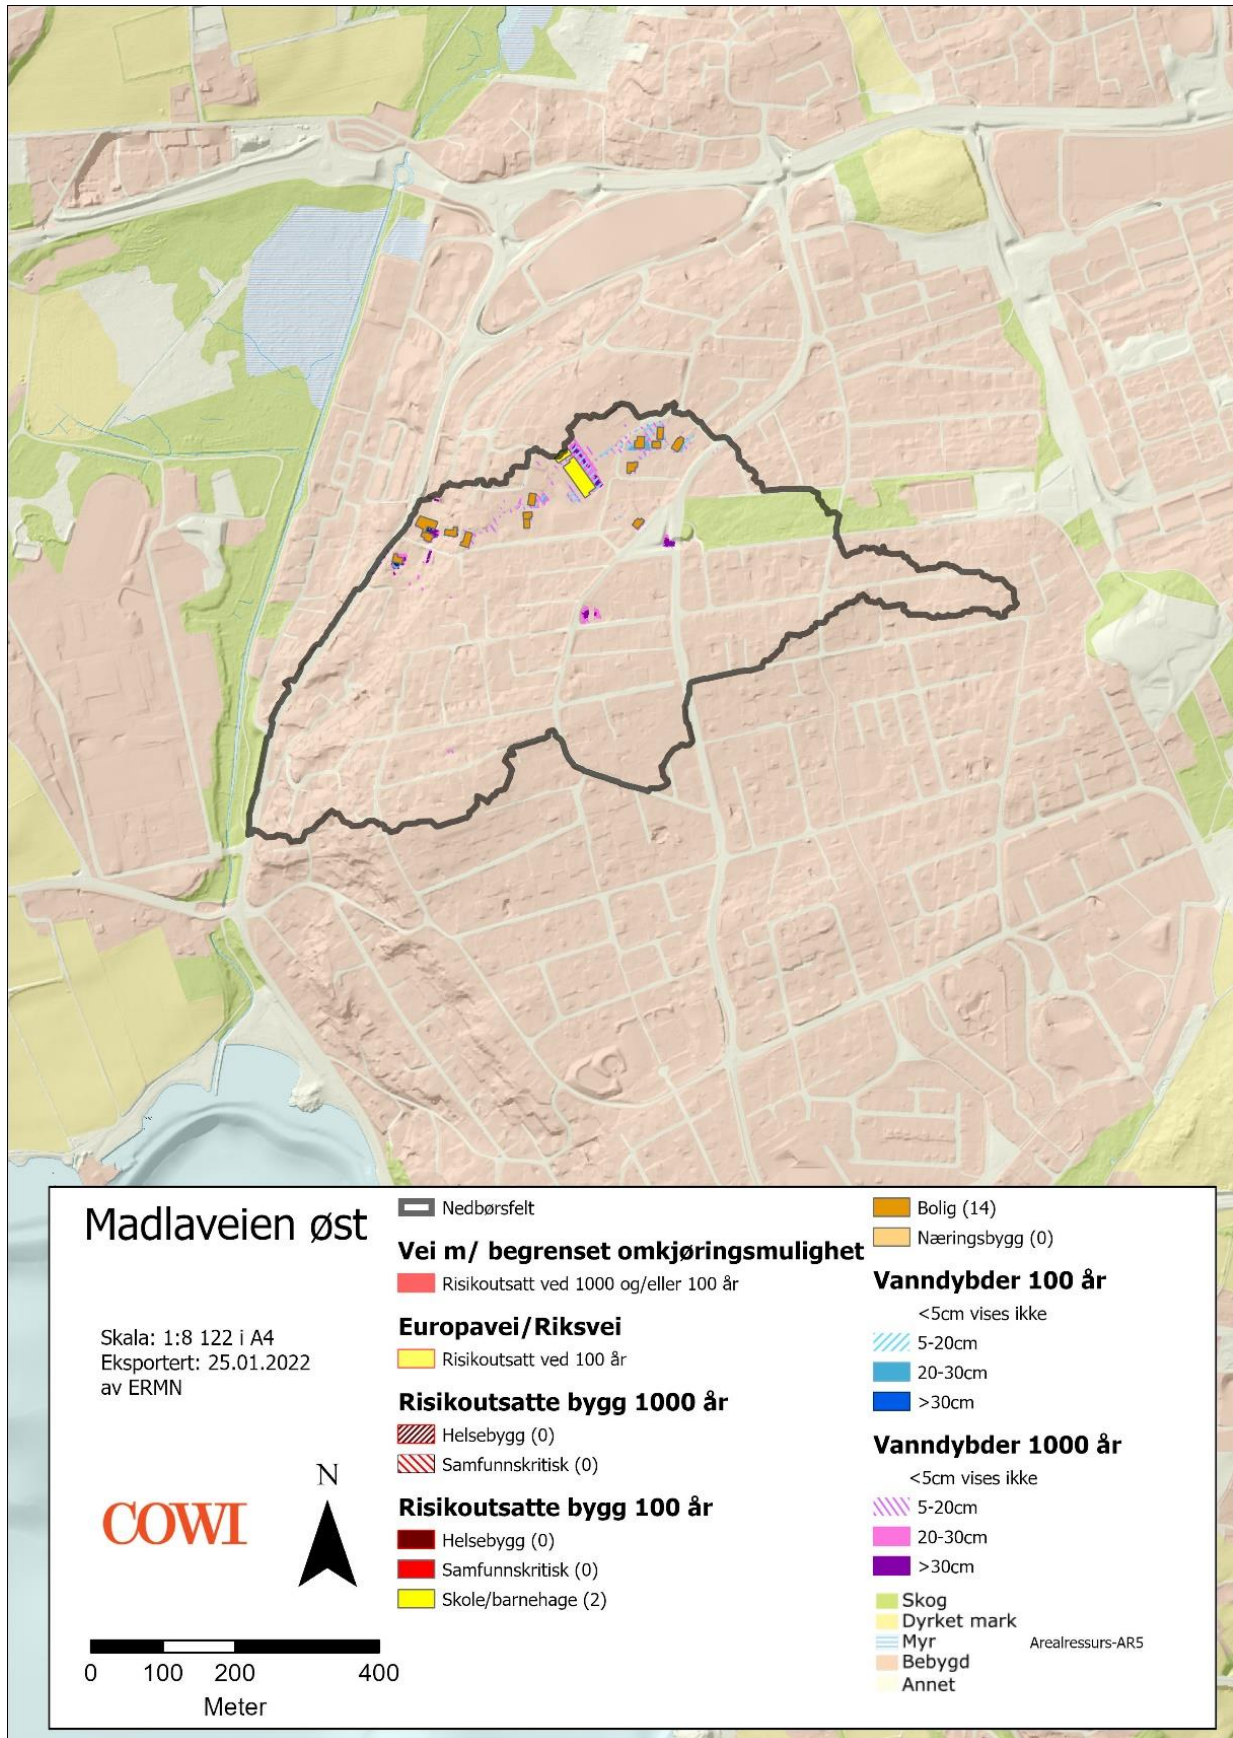 Madlaveien øst
Skala: 1:8 122 i A4
Eksportert: 25.01.2022
av ERMN
COWI
N
0 100 200 400
Meter
Nedbørsfelt
Vei m/ begrenset omkjøringsmulighet
Risikoutsatt ved 1000 og/eller 100 år
Europavei/Riksvei
Risikoutsatt ved 100 år
Risikoutsatte bygg 1000 år
Helsebygg (0)
Samfunnskritisk (0)
Risikoutsatte bygg 100 år
Helsebygg (0)
Samfunnskritisk (0)
Skole/barnehage (2)
Bolig (14)
Næringsbygg (0)
Vanndybder 100 år
<5cm vises ikke
5-20cm
20-30cm
>30cm
Vanndybder 1000 år
<5cm vises ikke
5-20cm
20-30cm
>30cm
Skog
Dyrket mark
Myr
Bebygd
Annet
Arealressurs-AR5